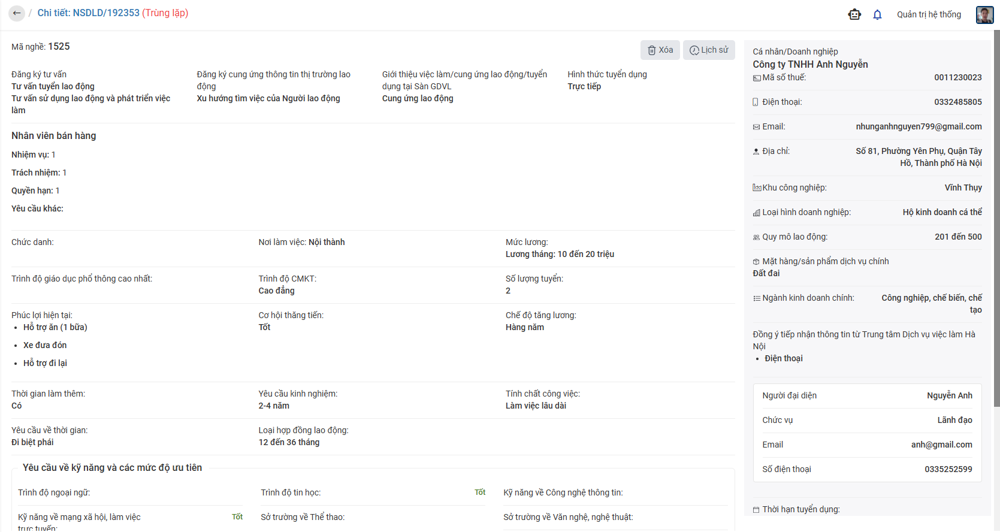 / Chi tiết: NSDLD/192353 (Trùng lặp)
Quản trị hệ thống
Mã nghề: 1525
Xóa
Lịch sử
Đăng ký tư vấn
Tư vấn tuyển lao động
Tư vấn sử dụng lao động và phát triển việc
làm
Đăng ký cung ứng thông tin thị trường lao
động
Xu hướng tìm việc của Người lao động
Giới thiệu việc làm/cung ứng lao động/tuyển
dụng tại Sàn GDVL
Cung ứng lao động
Hình thức tuyển dụng
Trực tiếp
Nhân viên bán hàng
Nhiệm vụ: 1
Trách nhiệm: 1
Quyền hạn: 1
Yêu cầu khác:
Chức danh:
Nơi làm việc: Nội thành
Mức lương:
Lương tháng: 10 đến 20 triệu
Trình độ giáo dục phổ thông cao nhất:
Trình độ CMKT:
Cao đẳng
Số lượng tuyển:
2
Phúc lợi hiện tại:
• Hỗ trợ ăn (1 bữa)
• Xe đưa đón
• Hỗ trợ đi lại
Cơ hội thăng tiến:
Tốt
Chế độ tăng lương:
Hàng năm
Thời gian làm thêm:
Có
Yêu cầu kinh nghiệm:
2-4 năm
Tính chất công việc:
Làm việc lâu dài
Yêu cầu về thời gian:
Đi biệt phái
Loại hợp đồng lao động:
12 đến 36 tháng
Yêu cầu về kỹ năng và các mức độ ưu tiên
Trình độ ngoại ngữ:
Trình độ tin học: Tốt
Kỹ năng về Công nghệ thông tin:
Kỹ năng về mạng xã hội, làm việc Tốt
trực tuyến:
Sở trường về Thể thao:
Sở trường về Văn nghệ, nghệ thuật:
Cá nhân/Doanh nghiệp
Công ty TNHH Anh Nguyễn
Mã số thuế: 0011230023
Điện thoại: 0332485805
Email: nhunganhnguyen799@gmail.com
Địa chỉ: Số 81, Phường Yên Phụ, Quận Tây
Hồ, Thành phố Hà Nội
Khu công nghiệp: Vĩnh Thụy
Loại hình doanh nghiệp: Hộ kinh doanh cá thể
Quy mô lao động: 201 đến 500
Mặt hàng/sản phẩm dịch vụ chính
Đất đai
Ngành kinh doanh chính: Công nghiệp, chế biến, chế
tạo
Đồng ý tiếp nhận thông tin từ Trung tâm Dịch vụ việc làm Hà
Nội
• Điện thoại
Người đại diện Nguyễn Anh
Chức vụ Lãnh đạo
Email anh@gmail.com
Số điện thoại 0335252599
Thời hạn tuyển dụng: